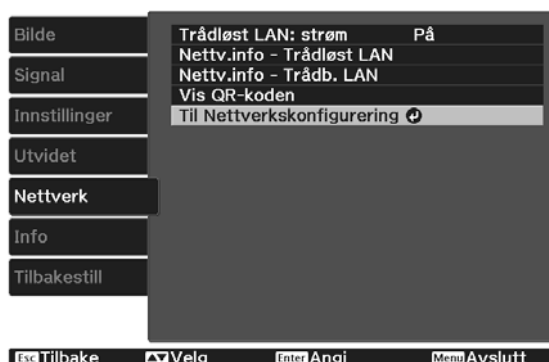 Bilde
Signal
Innstillinger
Utvidet
Nettverk
Info
Tilbakestill
Trådløst LAN: strøm På
Nettv.info - Trådløst LAN
Nettv.info - Trådb. LAN
Vis QR-koden
Til Nettverkskonfigurering
Esc Tilbake Velg Enter Angi Menu Avslutt